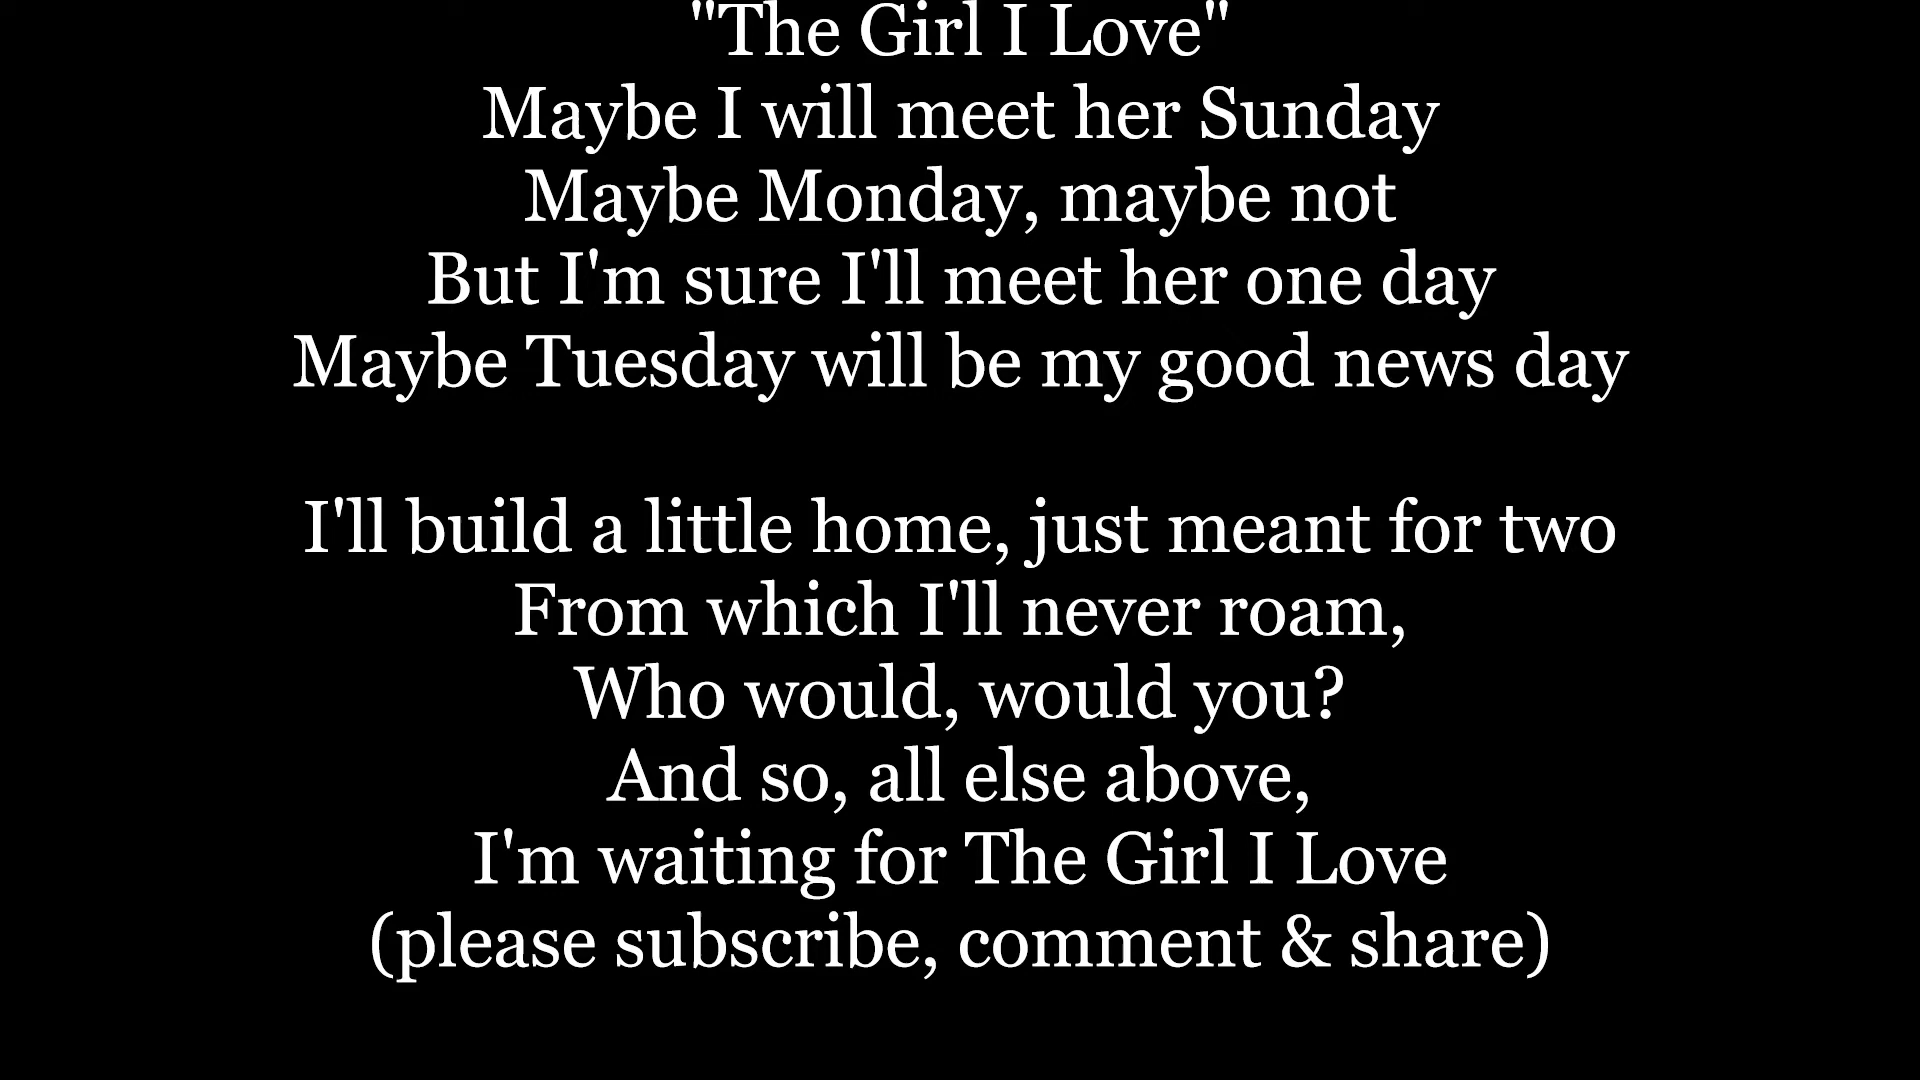 "The Girl I Love"
Maybe I will meet her Sunday
Maybe Monday, maybe not
But I'm sure I'll meet her one day
Maybe Tuesday will be my good news day
I'll build a little home, just meant for two
From which I'll never roam,
Who would, would you?
And so, all else above,
I'm waiting for The Girl I Love
(please subscribe, comment & share)